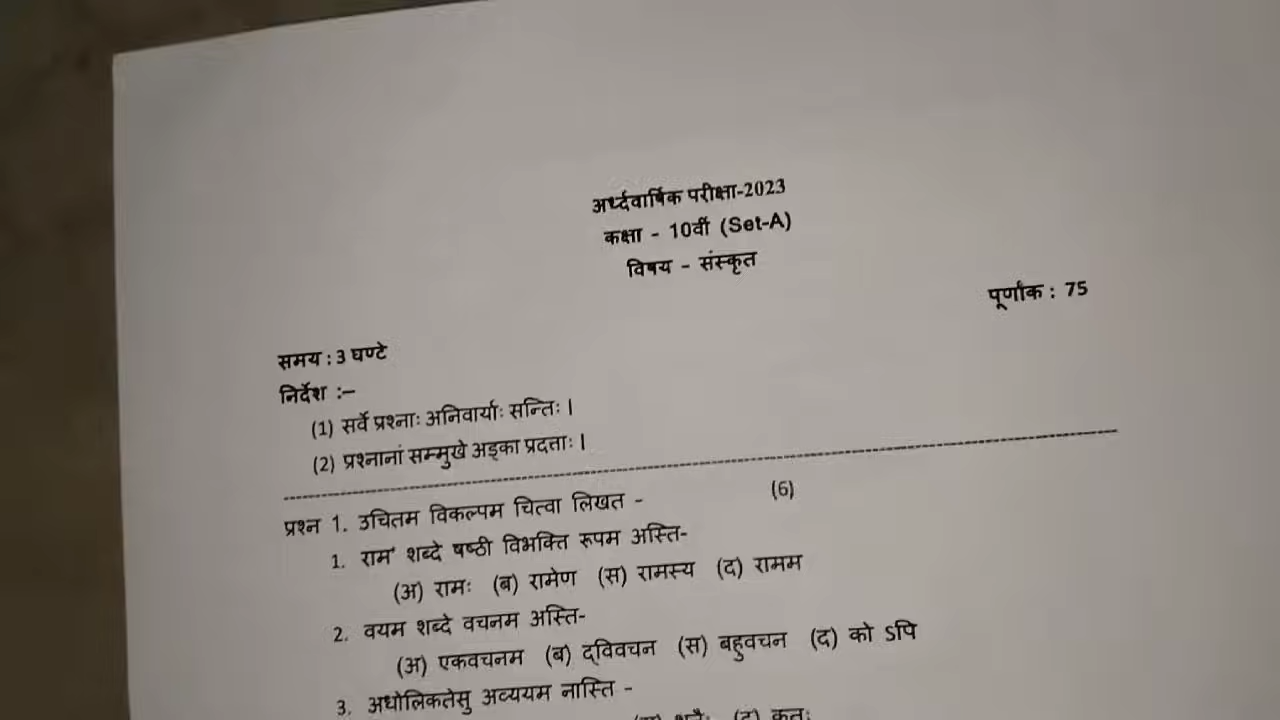 अर्ध्दवार्षिक परीक्षा-2023
कक्षा - 10वीं (Set-A)
विषय - संस्कृत
पूर्णांक : 75
समय : 3 घण्टे
निर्देश :–
(1) सर्वे प्रश्नाः अनिवार्याः सन्तिः ।
(2) प्रश्नानां सम्मुखे अड्का प्रदत्ताः ।
प्रश्न 1. उचितम विकल्पम चित्वा लिखत - (6)
1. राम' शब्दे षष्ठी विभक्ति रूपम अस्ति-
(अ) रामः (ब) रामेण (स) रामस्य (द) रामम
2. वयम शब्दे वचनम अस्ति-
(अ) एकवचनम (ब) द्विवचन (स) बहुवचन (द) को ऽपि
3. अधोलिकतेसु अव्ययम नास्ति -
(द) कुतः